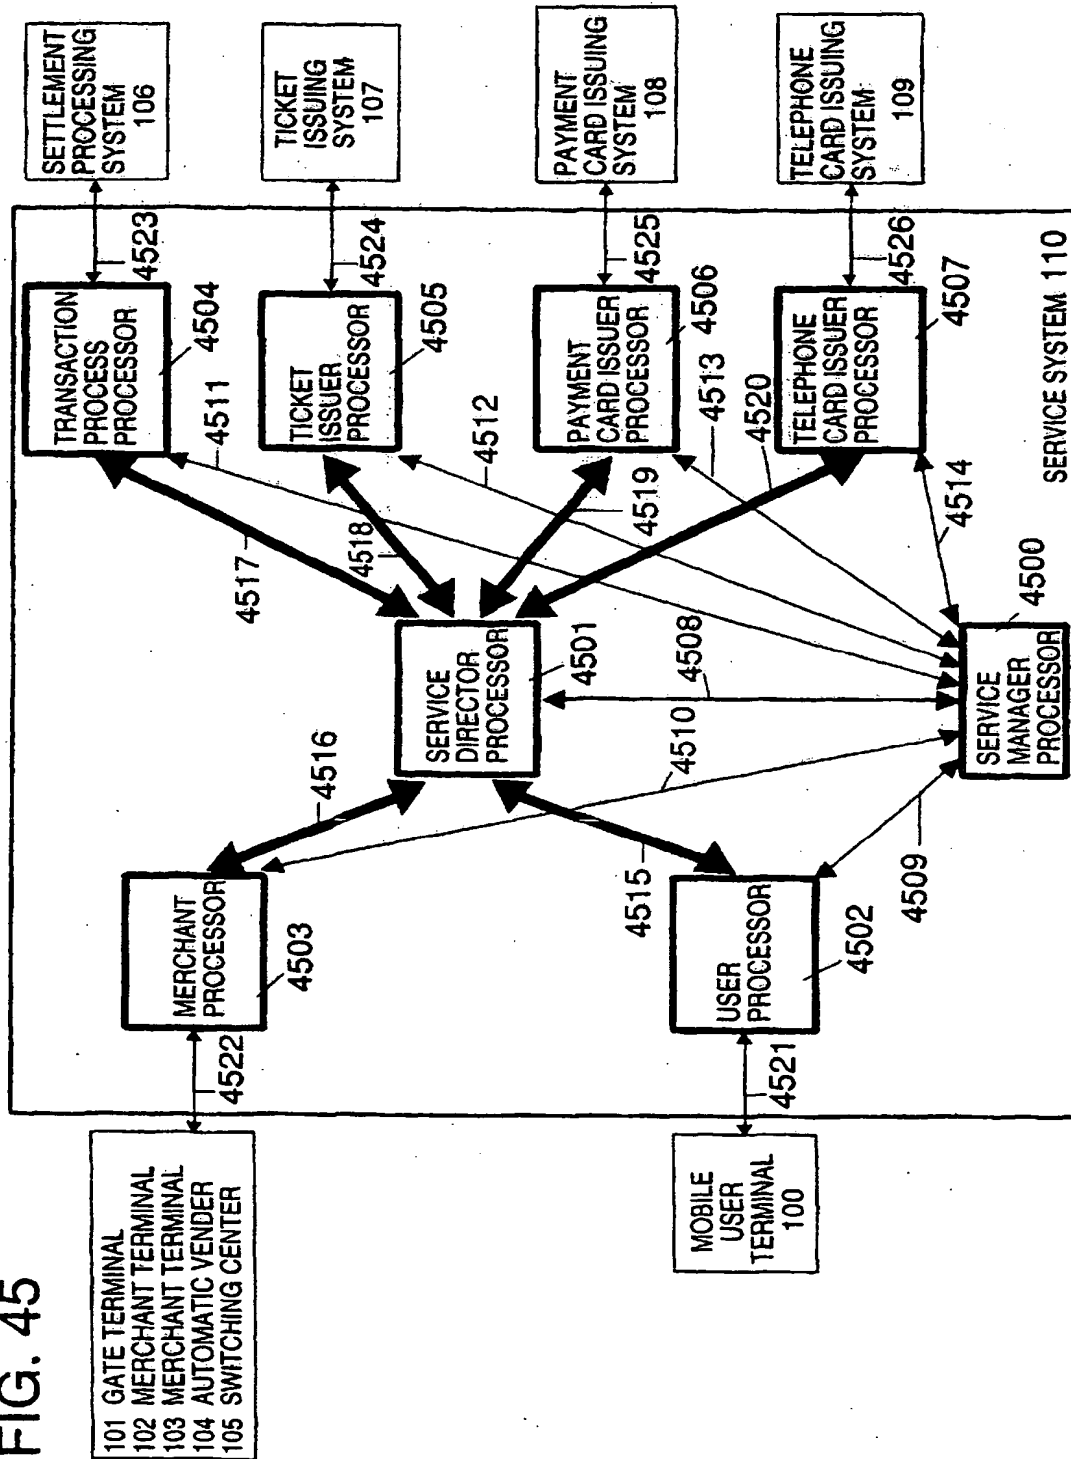 FIG. 45
101 GATE TERMINAL
102 MERCHANT TERMINAL
103 MERCHANT TERMINAL
104 AUTOMATIC VENDER
105 SWITCHING CENTER
MOBILE
USER
TERMINAL
100
4522
4521
MERCHANT
PROCESSOR
4503
USER
PROCESSOR
4502
4516
4515
4509
4510
4508
SERVICE
DIRECTOR
PROCESSOR
4501
SERVICE
MANAGER
PROCESSOR
4500
4517
4518
4519
4520
4511
4512
4513
4514
TRANSACTION
PROCESS
PROCESSOR
4504
TICKET
ISSUER
PROCESSOR
4505
PAYMENT
CARD ISSUER
PROCESSOR
4506
TELEPHONE
CARD ISSUER
PROCESSOR
4507
4523
4524
4525
4526
SERVICE SYSTEM 110
SETTLEMENT
PROCESSING
SYSTEM
106
TICKET
ISSUING
SYSTEM
107
PAYMENT
CARD ISSUING
SYSTEM
108
TELEPHONE
CARD ISSUING
SYSTEM
109